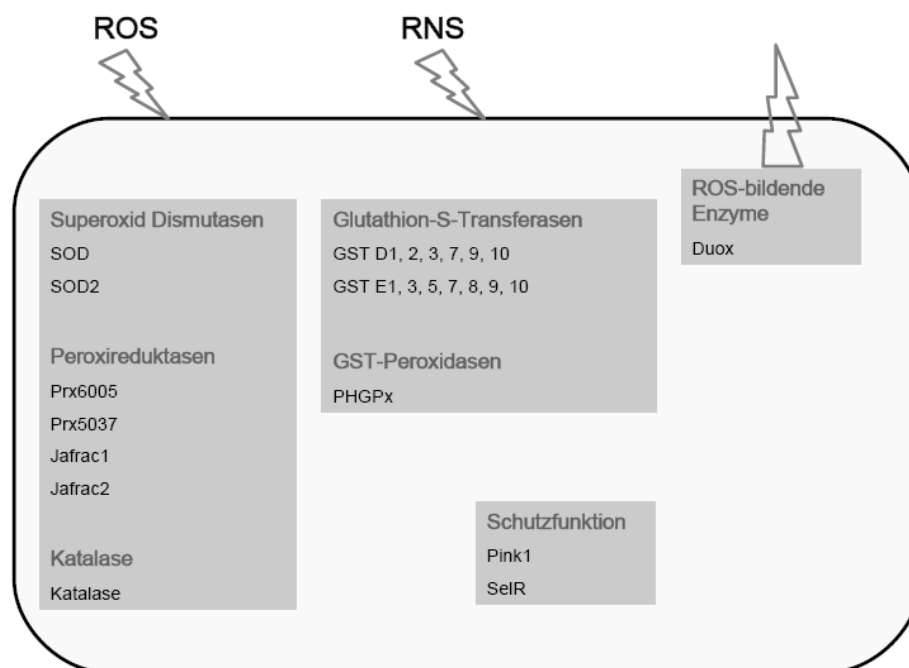 ROS
RNS
Superoxid Dismutasen
SOD
SOD2
Peroxireduktasen
Prx6005
Prx5037
Jafrac1
Jafrac2
Katalase
Katalase
Glutathion-S-Transferasen
GST D1, 2, 3, 7, 9, 10
GST E1, 3, 5, 7, 8, 9, 10
GST-Peroxidasen
PHGPx
Schutzfunktion
Pink1
SelR
ROS-bildende
Enzyme
Duox